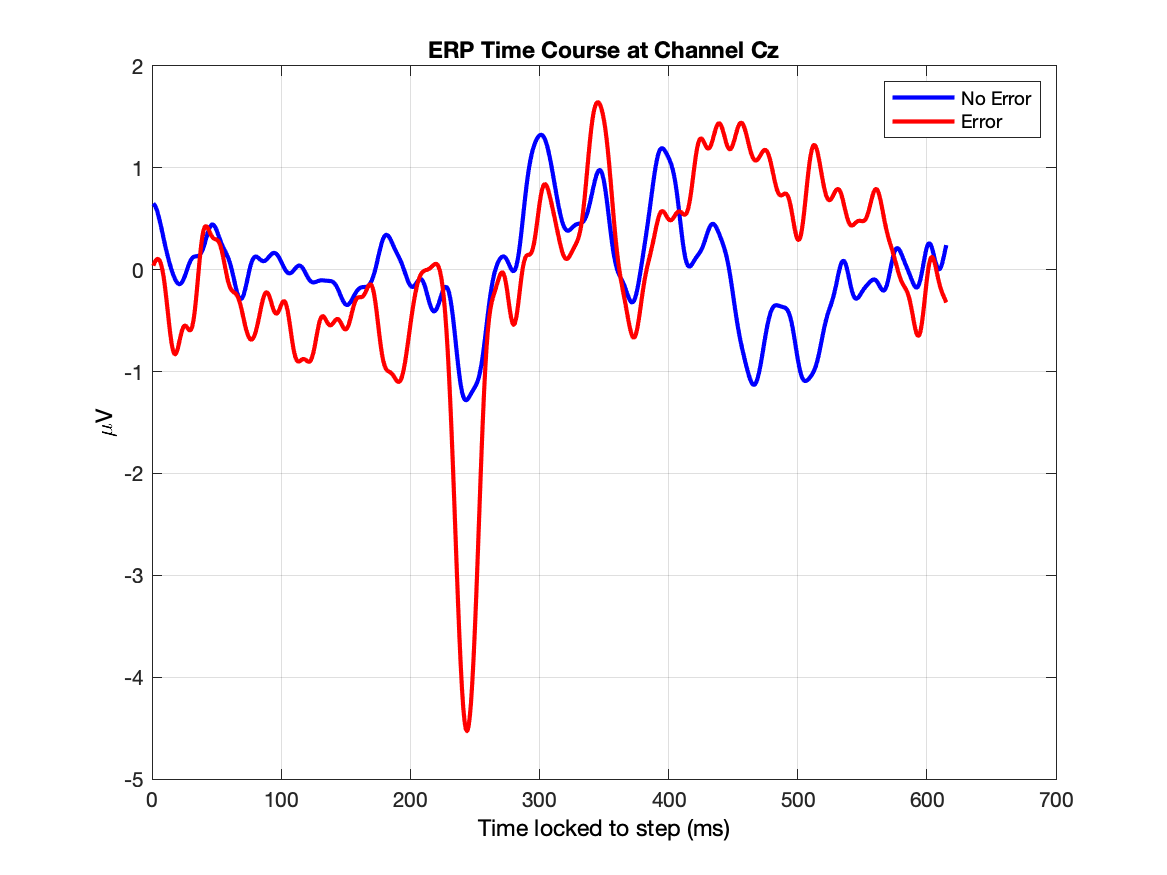 ERP Time Course at Channel Cz
No Error
Error
2
1
0
-1
-2
-3
-4
-5
μV
0 100 200 300 400 500 600 700
Time locked to step (ms)